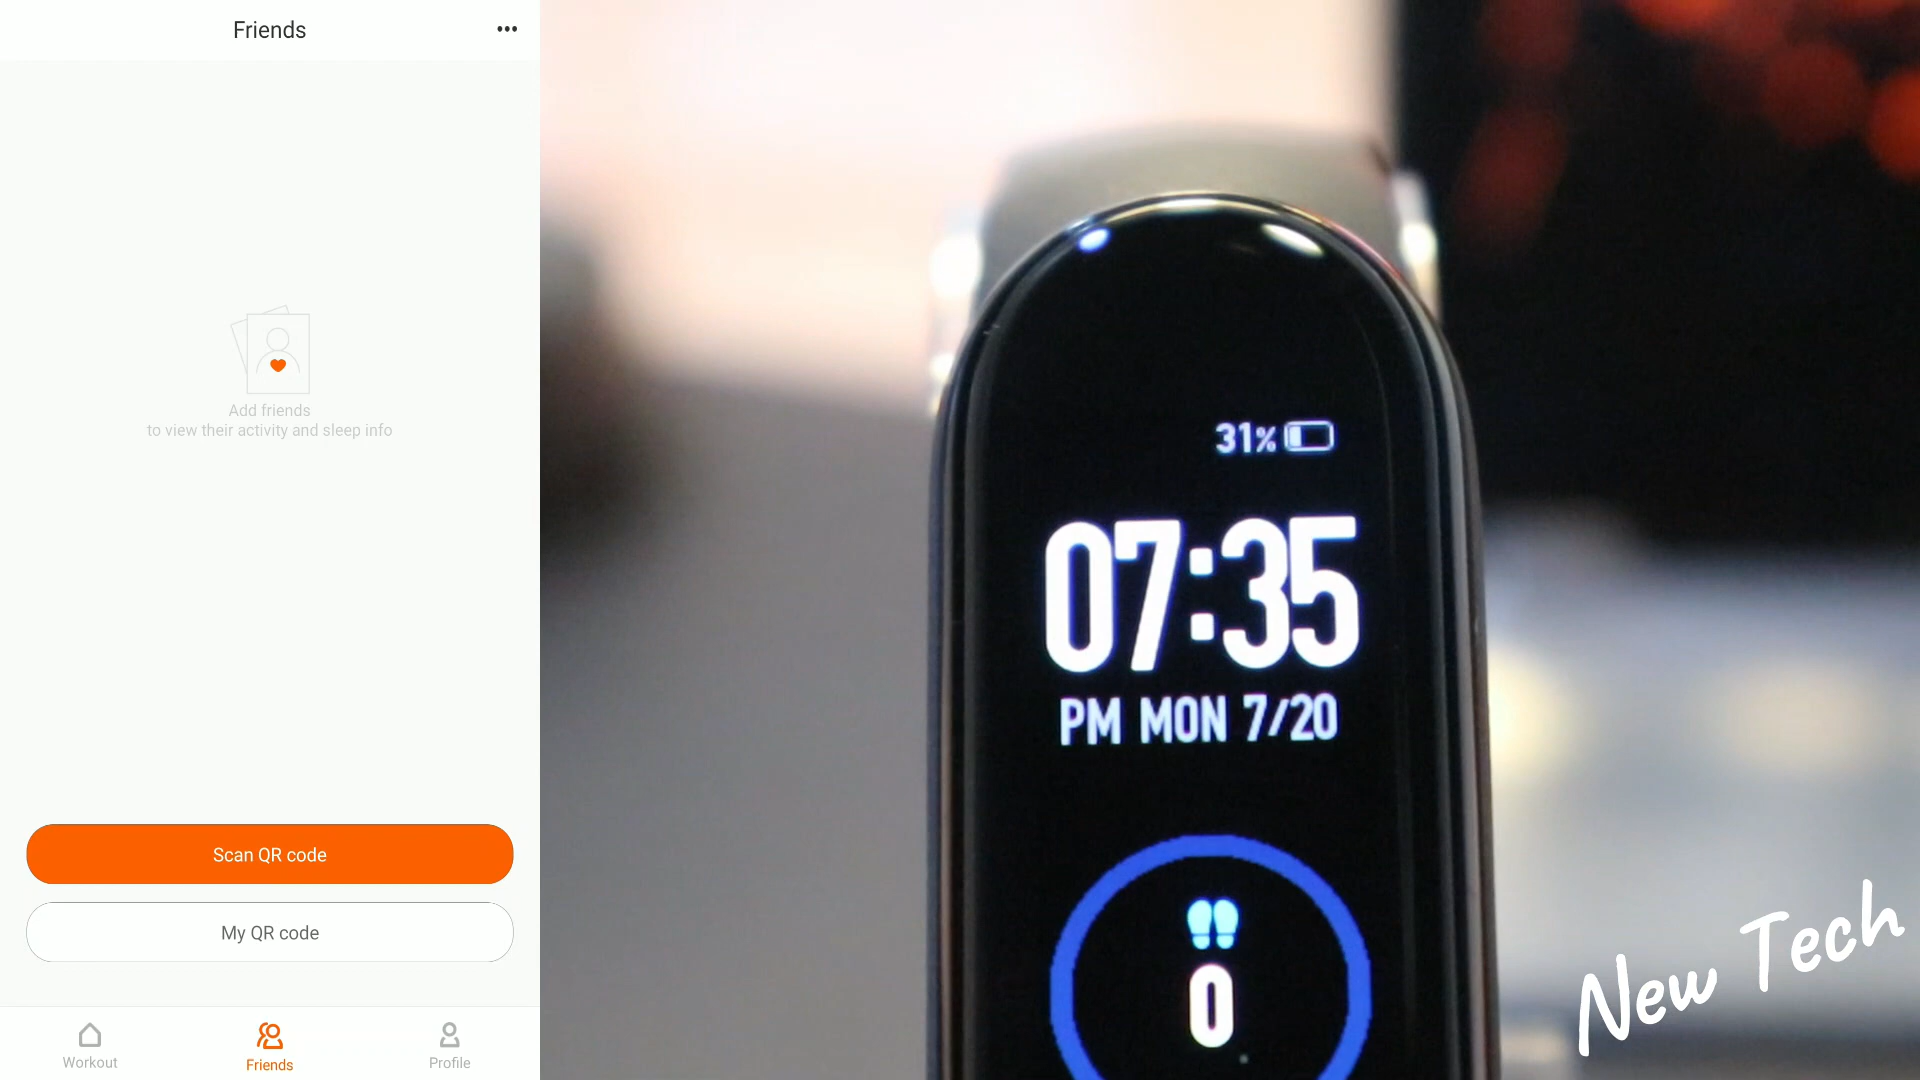 Friends
Add friends
to view their activity and sleep info
Scan QR code
My QR code
Workout
Friends
Profile
31%
07:35
PM MON 7/20
0
New Tech